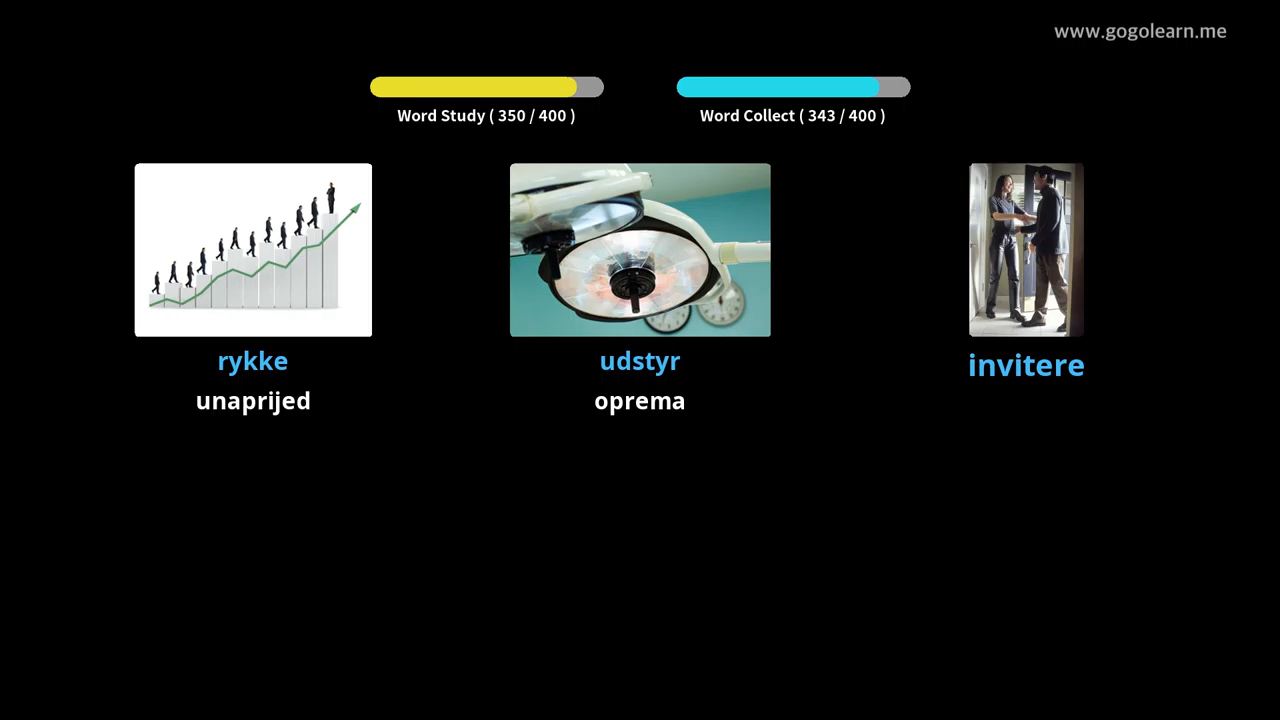 www.gogolearn.me
Word Study ( 350 / 400 )
Word Collect ( 343 / 400 )
rykke
udstyr
invitere
unaprijed
oprema